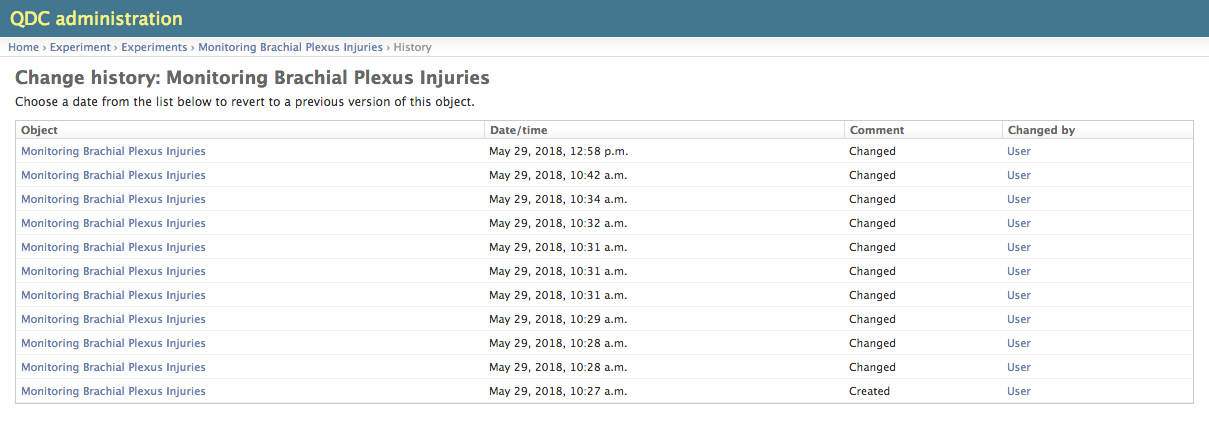 QDC administration
Home › Experiment › Experiments › Monitoring Brachial Plexus Injuries › History
Change history: Monitoring Brachial Plexus Injuries
Choose a date from the list below to revert to a previous version of this object.
Object Date/time Comment Changed by
Monitoring Brachial Plexus Injuries May 29, 2018, 12:58 p.m. Changed User
Monitoring Brachial Plexus Injuries May 29, 2018, 10:42 a.m. Changed User
Monitoring Brachial Plexus Injuries May 29, 2018, 10:34 a.m. Changed User
Monitoring Brachial Plexus Injuries May 29, 2018, 10:32 a.m. Changed User
Monitoring Brachial Plexus Injuries May 29, 2018, 10:31 a.m. Changed User
Monitoring Brachial Plexus Injuries May 29, 2018, 10:31 a.m. Changed User
Monitoring Brachial Plexus Injuries May 29, 2018, 10:31 a.m. Changed User
Monitoring Brachial Plexus Injuries May 29, 2018, 10:29 a.m. Changed User
Monitoring Brachial Plexus Injuries May 29, 2018, 10:28 a.m. Changed User
Monitoring Brachial Plexus Injuries May 29, 2018, 10:28 a.m. Changed User
Monitoring Brachial Plexus Injuries May 29, 2018, 10:27 a.m. Created User